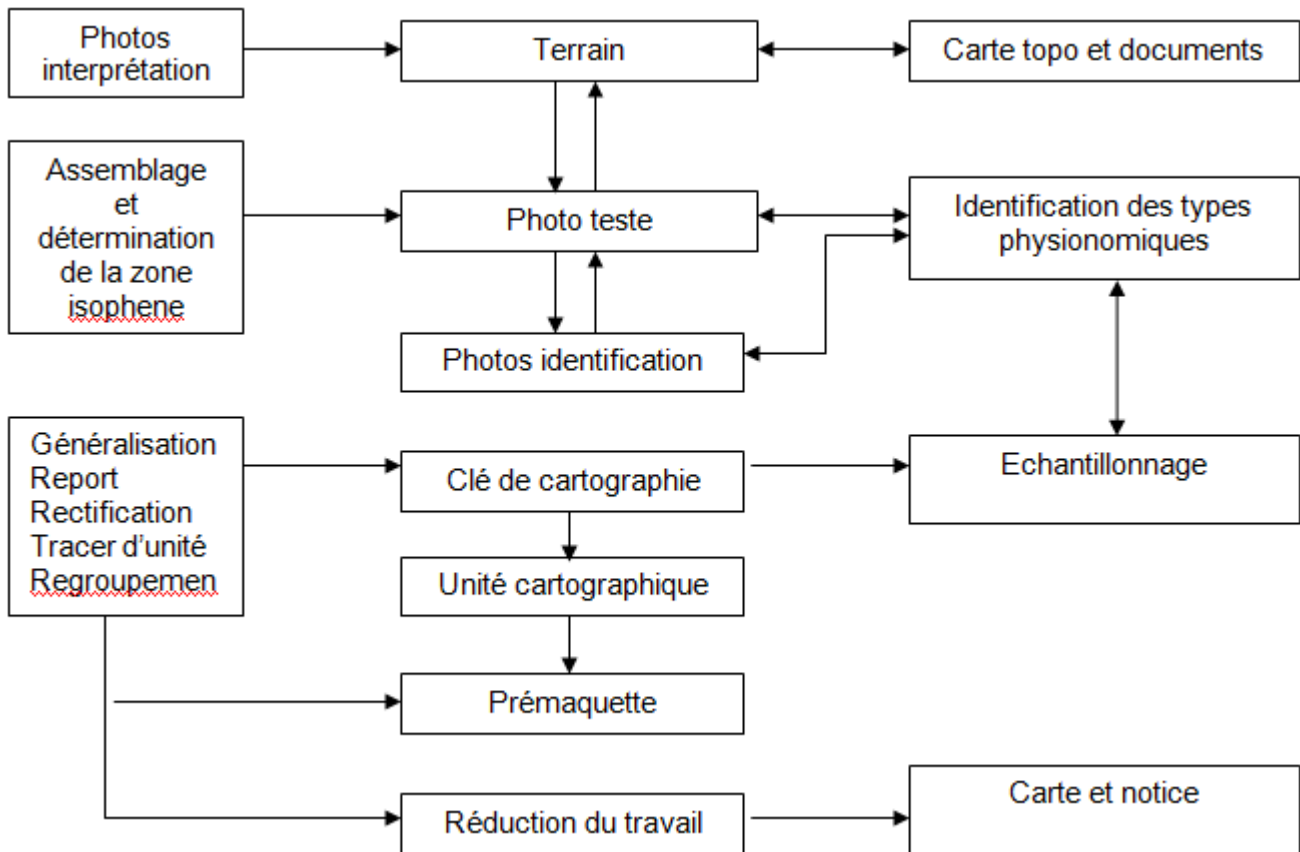 Photos
interprétation
Terrain
Carte topo et documents
Assemblage
et
détermination
de la zone
isophene
Photo teste
Identification des types
physionomiques
Photos identification
Généralisation
Report
Rectification
Tracer d'unité
Regroupemen
Clé de cartographie
Echantillonnage
Unité cartographique
Prémaquette
Réduction du travail
Carte et notice